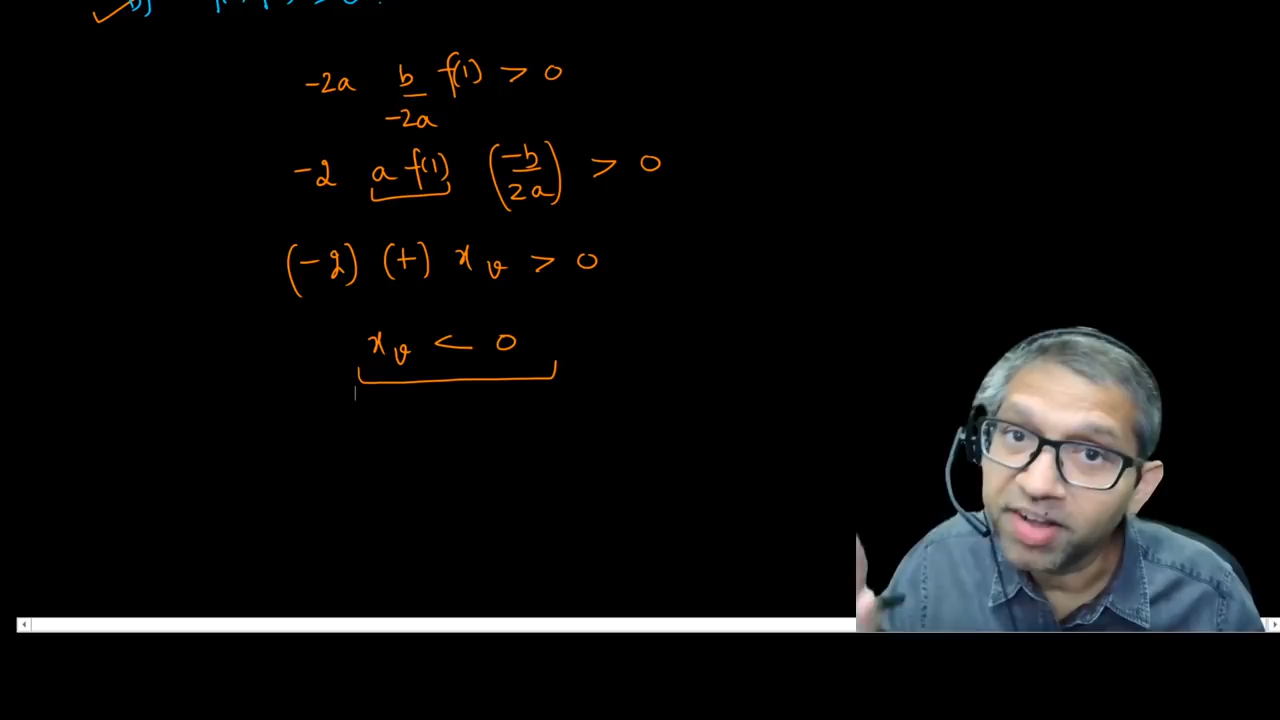 -2a b/-2a f(1) > 0
-2 a f(1) (-b/2a) > 0
(-2) (+) x_v > 0
x_v < 0